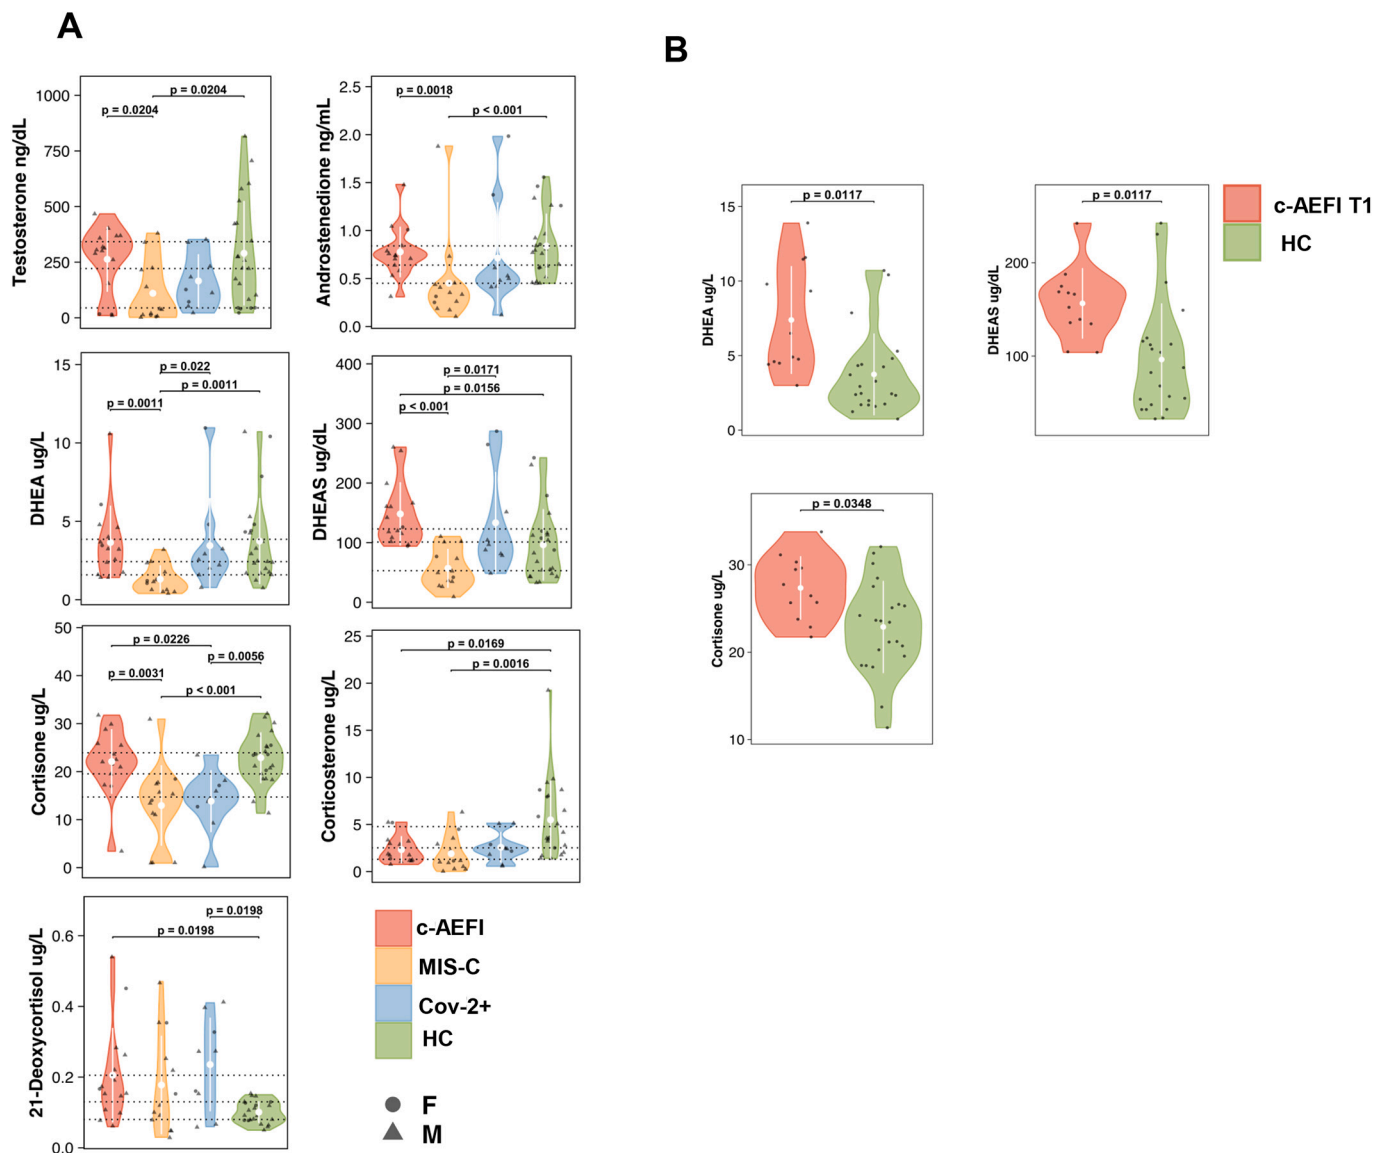 A
B
Testosterone ng/dL
1000
750
500
250
0
p = 0.0204
p = 0.0204
Androstenedione ng/mL
2.5
2.0
1.5
1.0
0.5
0.0
p = 0.0018
p < 0.001
DHEA ug/L
15
10
5
0
p = 0.022
p = 0.0011
p = 0.0011
DHEAS ug/dL
400
300
200
100
0
p = 0.0171
p = 0.0156
p < 0.001
Cortisone ug/L
50
40
30
20
10
0
p = 0.0226
p = 0.0056
p = 0.0031
p < 0.001
Corticosterone ug/L
25
20
15
10
5
0
p = 0.0169
p = 0.0016
21-Deoxycortisol ug/L
0.6
0.4
0.2
0.0
p = 0.0198
p = 0.0198
c-AEFI
MIS-C
Cov-2+
HC
F
M
DHEA ug/L
15
10
5
0
p = 0.0117
DHEAS ug/dL
200
100
p = 0.0117
c-AEFI T1
HC
Cortisone ug/L
30
20
10
p = 0.0348